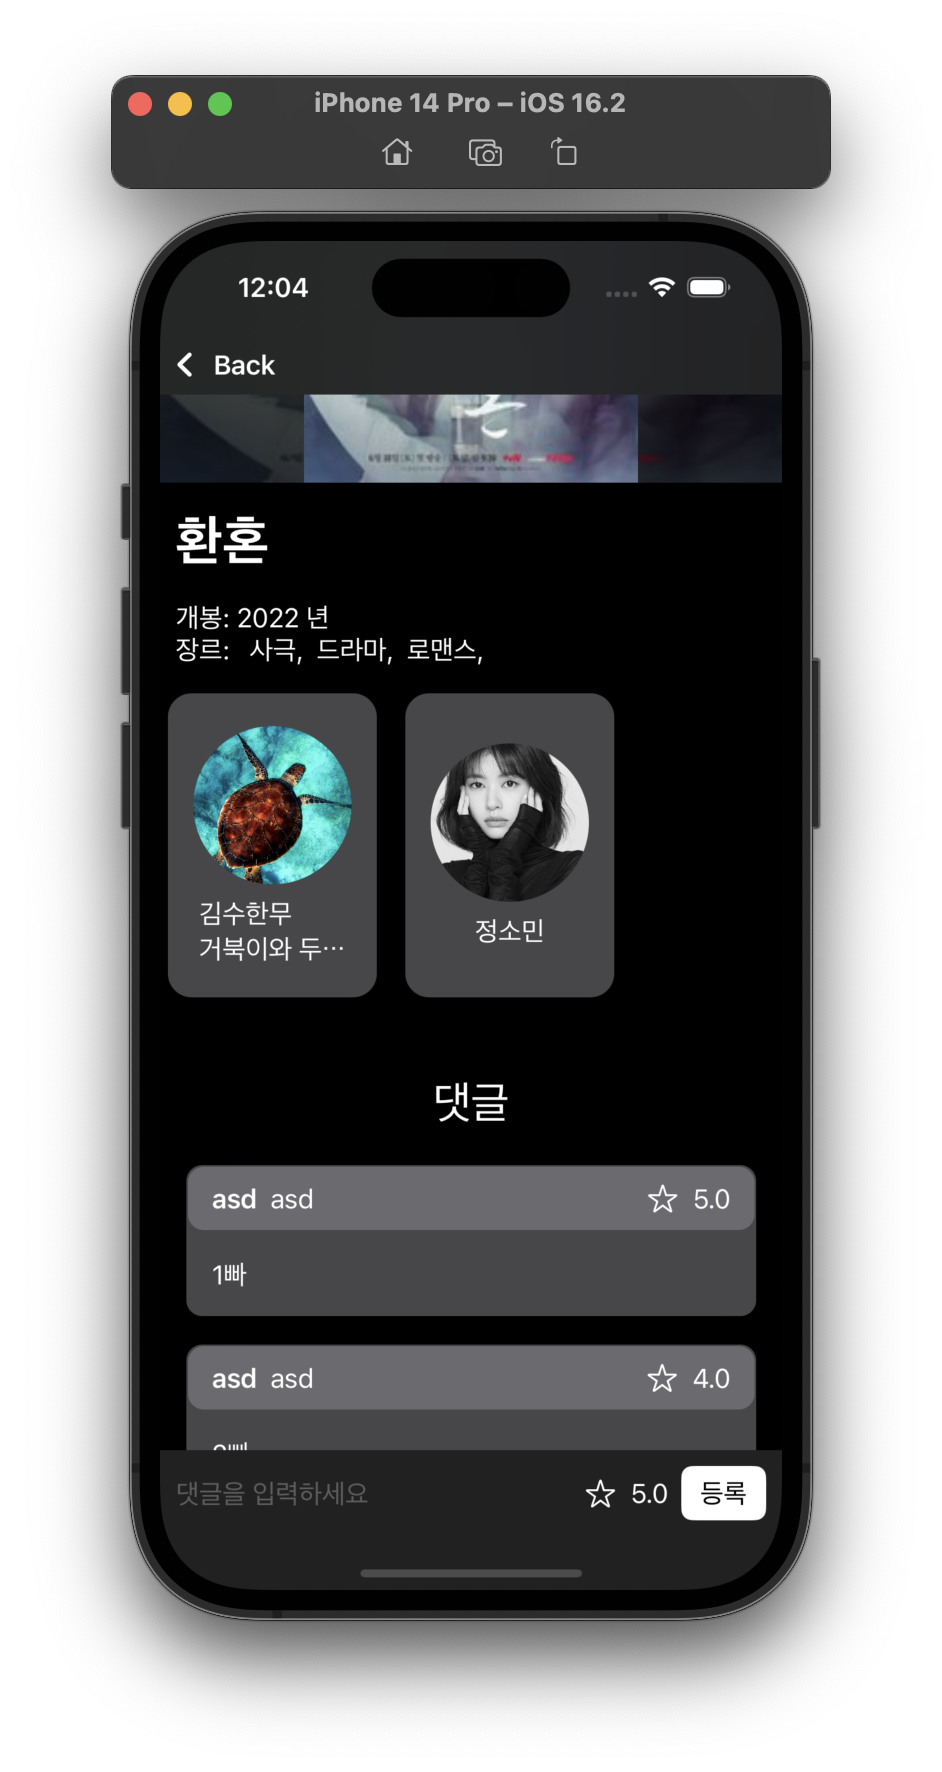 iPhone 14 Pro – iOS 16.2
12:04
Back
환혼
개봉: 2022 년
장르: 사극, 드라마, 로맨스,
김수한무
거북이와 두…
정소민
댓글
asd asd 5.0
1빠
asd asd 4.0
댓글을 입력하세요 5.0 등록